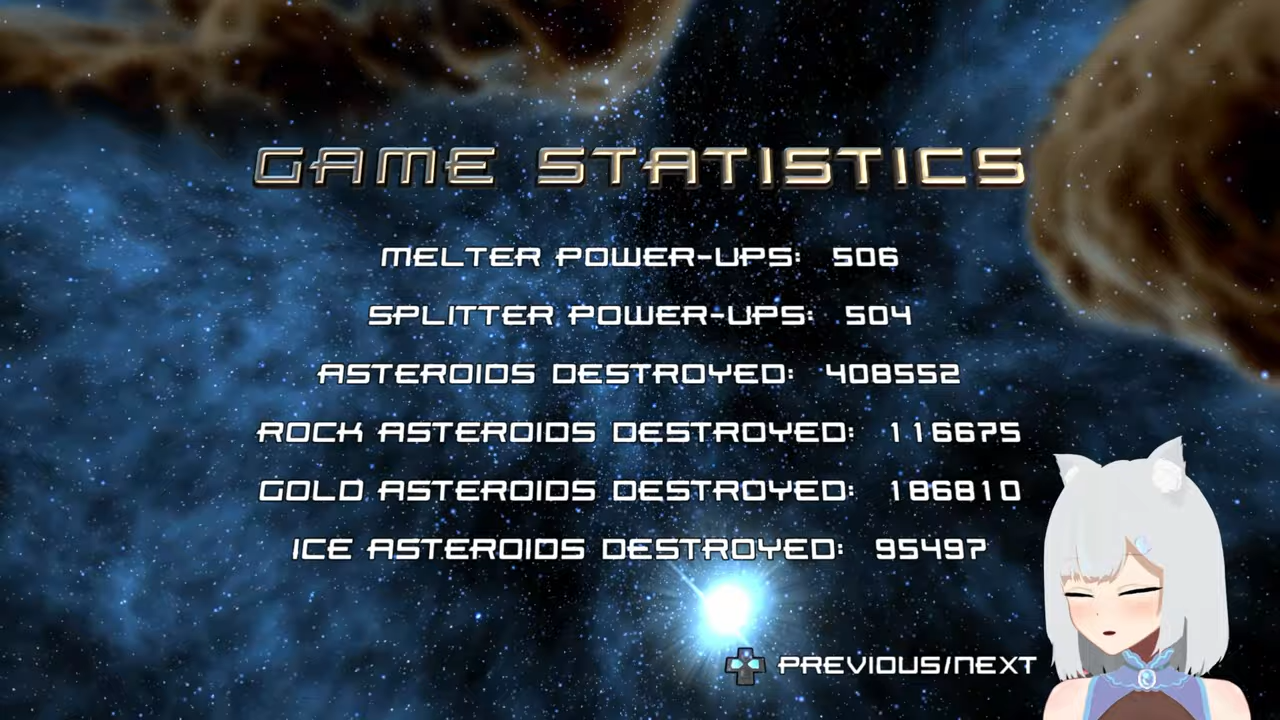 GAME STATISTICS
MELTER POWER-UPS: 506
SPLITTER POWER-UPS: 504
ASTEROIDS DESTROYED: 408552
ROCK ASTEROIDS DESTROYED: 116675
GOLD ASTEROIDS DESTROYED: 186810
ICE ASTEROIDS DESTROYED: 95497
PREVIOUS/NEXT